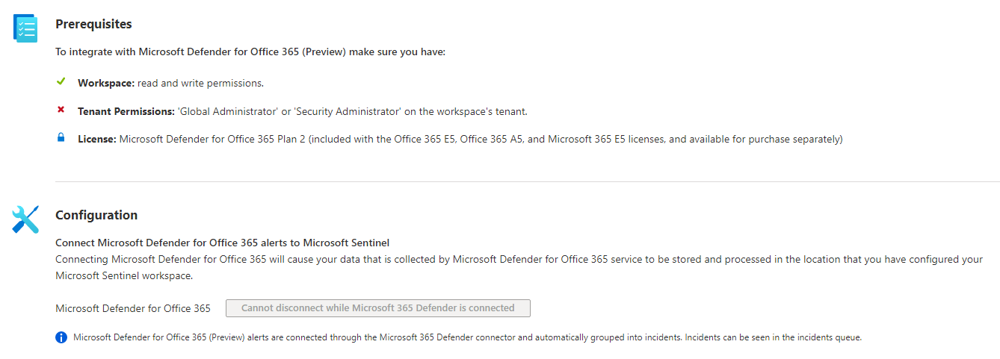 Prerequisites
To integrate with Microsoft Defender for Office 365 (Preview) make sure you have:
Workspace: read and write permissions.
Tenant Permissions: 'Global Administrator' or 'Security Administrator' on the workspace's tenant.
License: Microsoft Defender for Office 365 Plan 2 (included with the Office 365 E5, Office 365 A5, and Microsoft 365 E5 licenses, and available for purchase separately)
Configuration
Connect Microsoft Defender for Office 365 alerts to Microsoft Sentinel
Connecting Microsoft Defender for Office 365 will cause your data that is collected by Microsoft Defender for Office 365 service to be stored and processed in the location that you have configured your
Microsoft Sentinel workspace.
Microsoft Defender for Office 365 Cannot disconnect while Microsoft 365 Defender is connected
Microsoft Defender for Office 365 (Preview) alerts are connected through the Microsoft 365 Defender connector and automatically grouped into incidents. Incidents can be seen in the incidents queue.